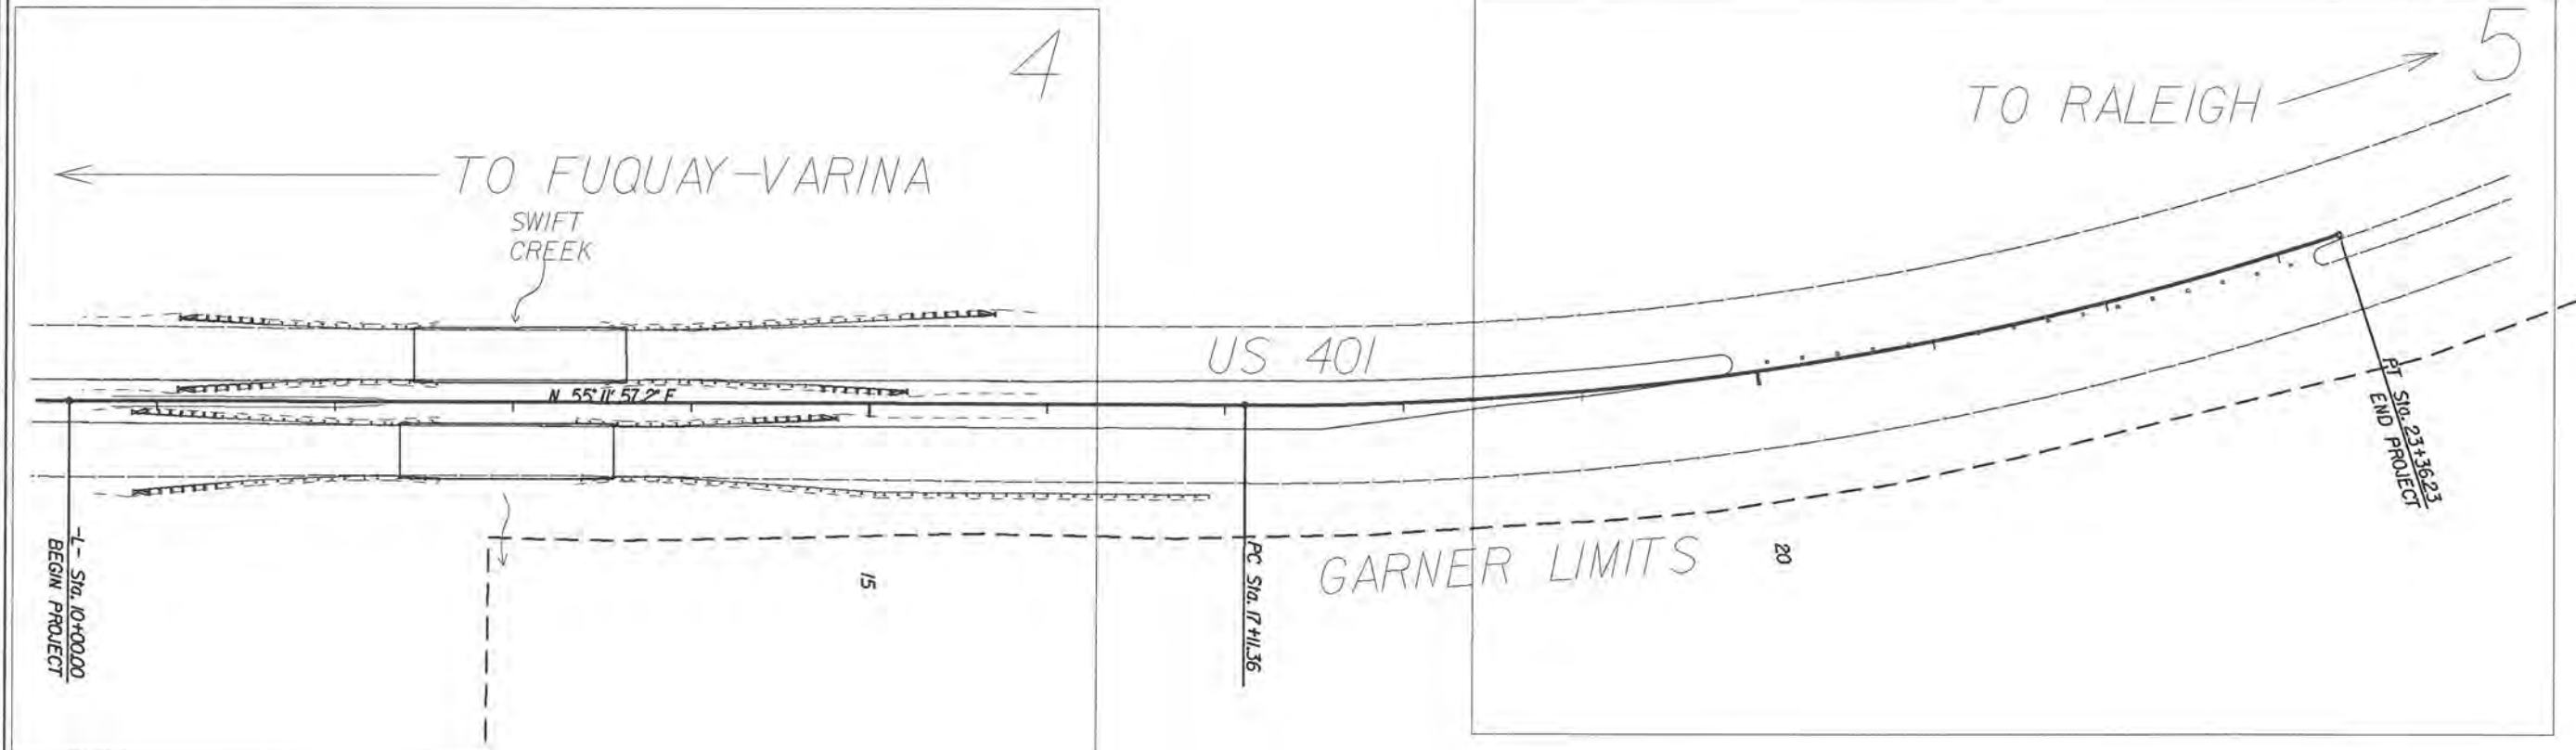 4
5
TO RALEIGH
TO FUQUAY-VARINA
SWIFT
CREEK
US 401
N 55° 11' 57.2" E
-L- Sta. 10+00.00
BEGIN PROJECT
15
PC Sta. 17+11.36
GARNER LIMITS
20
PT Sta. 23+36.23
END PROJECT